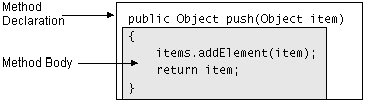 Method
Declaration
public Object push(Object item)
{
items.addElement(item);
Method Body
return item;
}